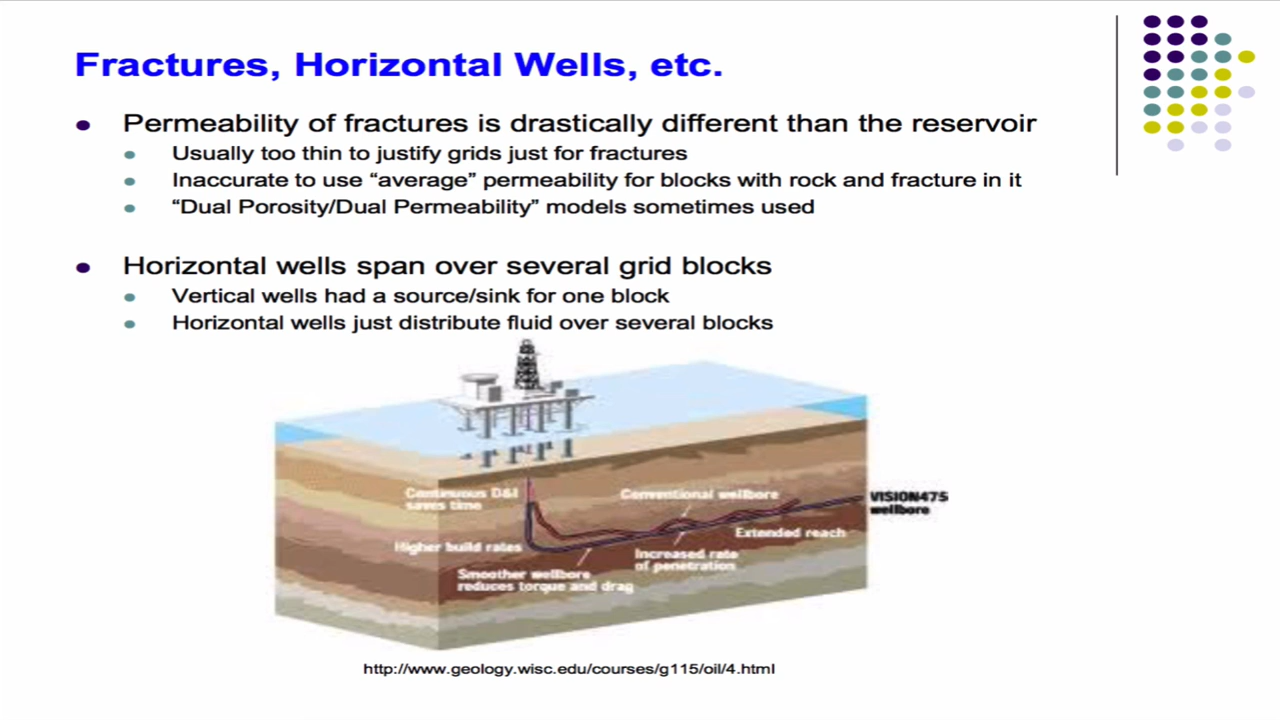 Fractures, Horizontal Wells, etc.
Permeability of fractures is drastically different than the reservoir
Usually too thin to justify grids just for fractures
Inaccurate to use “average” permeability for blocks with rock and fracture in it
“Dual Porosity/Dual Permeability” models sometimes used
Horizontal wells span over several grid blocks
Vertical wells had a source/sink for one block
Horizontal wells just distribute fluid over several blocks
Continuous D&I
saves time
Conventional wellbore
VISION475
wellbore
Extended reach
Higher build rates
Increased rate
of penetration
Smoother wellbore
reduces torque and drag
http://www.geology.wisc.edu/courses/g115/oil/4.html